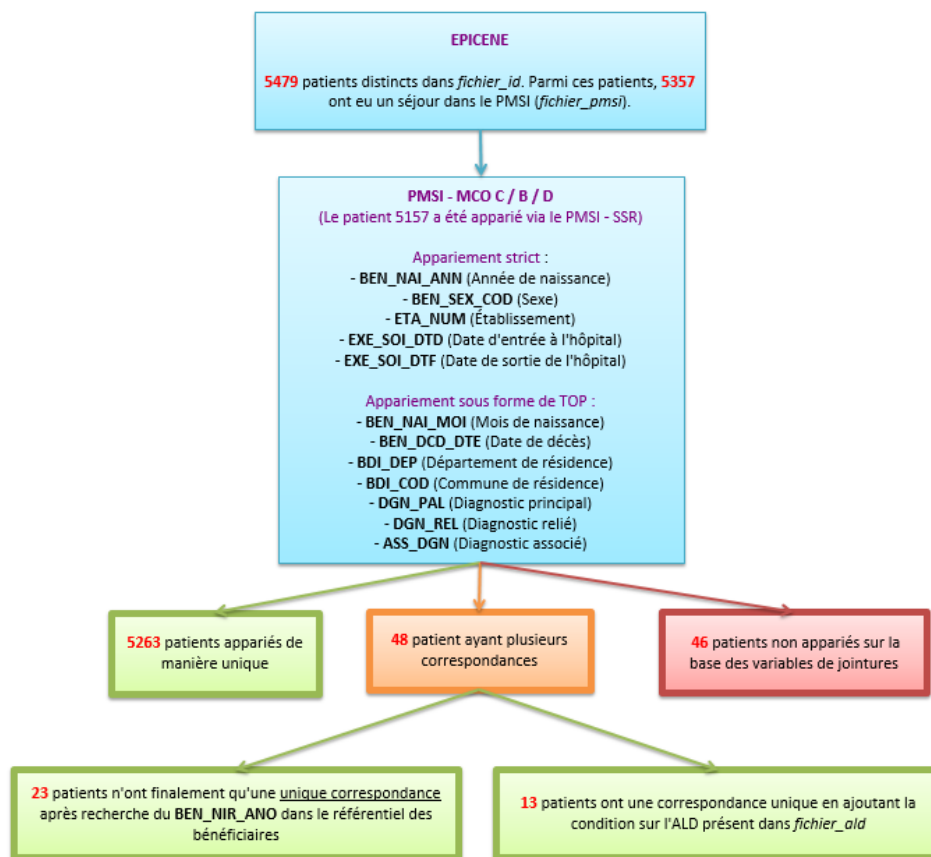 EPICENE
5479 patients distincts dans fichier_id. Parmi ces patients, 5357
ont eu un séjour dans le PMSI (fichier_pmsi).
PMSI - MCO C / B / D
(Le patient 5157 a été apparié via le PMSI - SSR)
Appariement strict :
- BEN_NAI_ANN (Année de naissance)
- BEN_SEX_COD (Sexe)
- ETA_NUM (Établissement)
- EXE_SOI_DTD (Date d'entrée à l'hôpital)
- EXE_SOI_DTF (Date de sortie de l'hôpital)
Appariement sous forme de TOP :
- BEN_NAI_MOI (Mois de naissance)
- BEN_DCD_DTE (Date de décès)
- BDI_DEP (Département de résidence)
- BDI_COD (Commune de résidence)
- DGN_PAL (Diagnostic principal)
- DGN_REL (Diagnostic relié)
- ASS_DGN (Diagnostic associé)
5263 patients appariés de
manière unique
48 patient ayant plusieurs
correspondances
46 patients non appariés sur la
base des variables de jointures
23 patients n'ont finalement qu'une unique correspondance
après recherche du BEN_NIR_ANO dans le référentiel des
bénéficiaires
13 patients ont une correspondance unique en ajoutant la
condition sur l'ALD présent dans fichier_ald